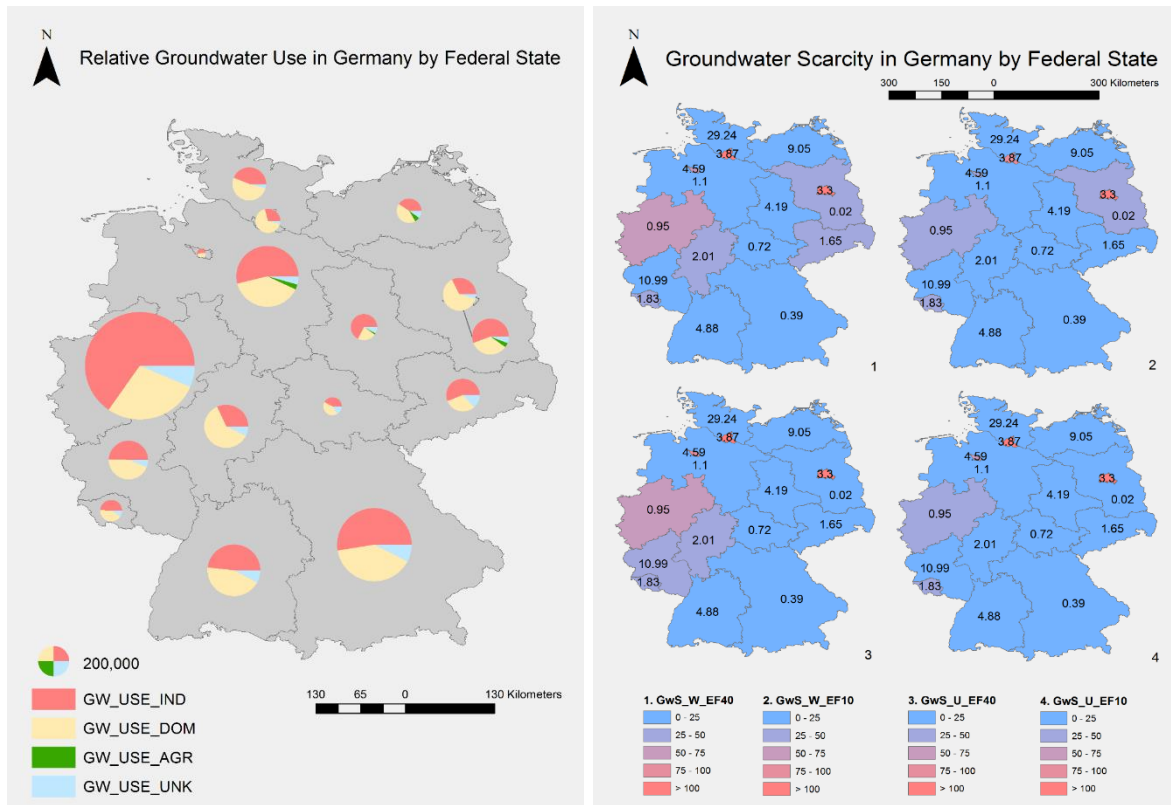 N
Relative Groundwater Use in Germany by Federal State
200,000
GW_USE_IND
GW_USE_DOM
GW_USE_AGR
GW_USE_UNK
130 65 0 130 Kilometers
N
Groundwater Scarcity in Germany by Federal State
300 150 0 300 Kilometers
29.24
3.87
9.05
4.59
1.1
3.3
4.19
0.02
0.95
0.72
1.65
2.01
10.99
1.83
4.88
0.39
1
29.24
3.87
9.05
4.59
1.1
3.3
4.19
0.02
0.95
0.72
1.65
2.01
10.99
1.83
4.88
0.39
2
29.24
3.87
9.05
4.59
1.1
3.3
4.19
0.02
0.95
0.72
1.65
2.01
10.99
1.83
4.88
0.39
3
29.24
3.87
9.05
4.59
1.1
3.3
4.19
0.02
0.95
0.72
1.65
2.01
10.99
1.83
4.88
0.39
4
1. GwS_W_EF40
0 - 25
25 - 50
50 - 75
75 - 100
> 100
2. GwS_W_EF10
0 - 25
25 - 50
50 - 75
75 - 100
> 100
3. GwS_U_EF40
0 - 25
25 - 50
50 - 75
75 - 100
> 100
4. GwS_U_EF10
0 - 25
25 - 50
50 - 75
75 - 100
> 100